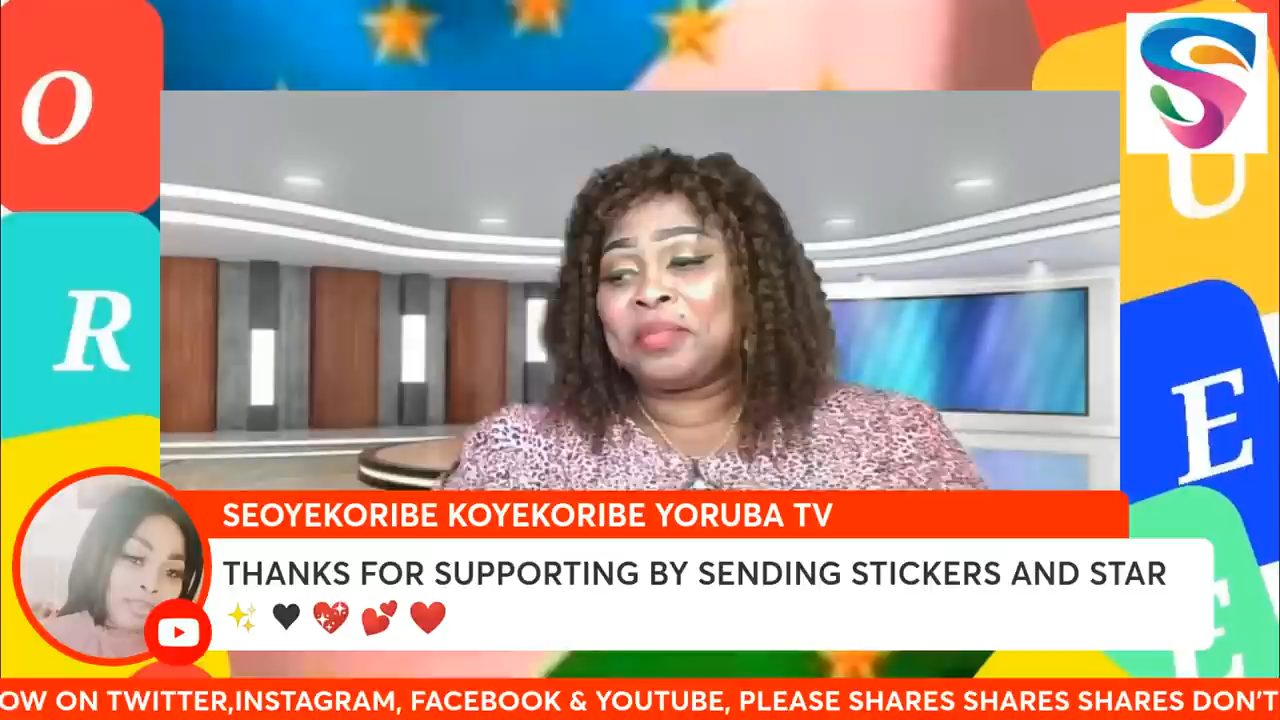 O
R
U
E
E
SEOYEKORIBE KOYEKORIBE YORUBA TV
THANKS FOR SUPPORTING BY SENDING STICKERS AND STAR
✨ 🖤 💖 💕 ❤️
OW ON TWITTER,INSTAGRAM, FACEBOOK & YOUTUBE, PLEASE SHARES SHARES SHARES DON'T